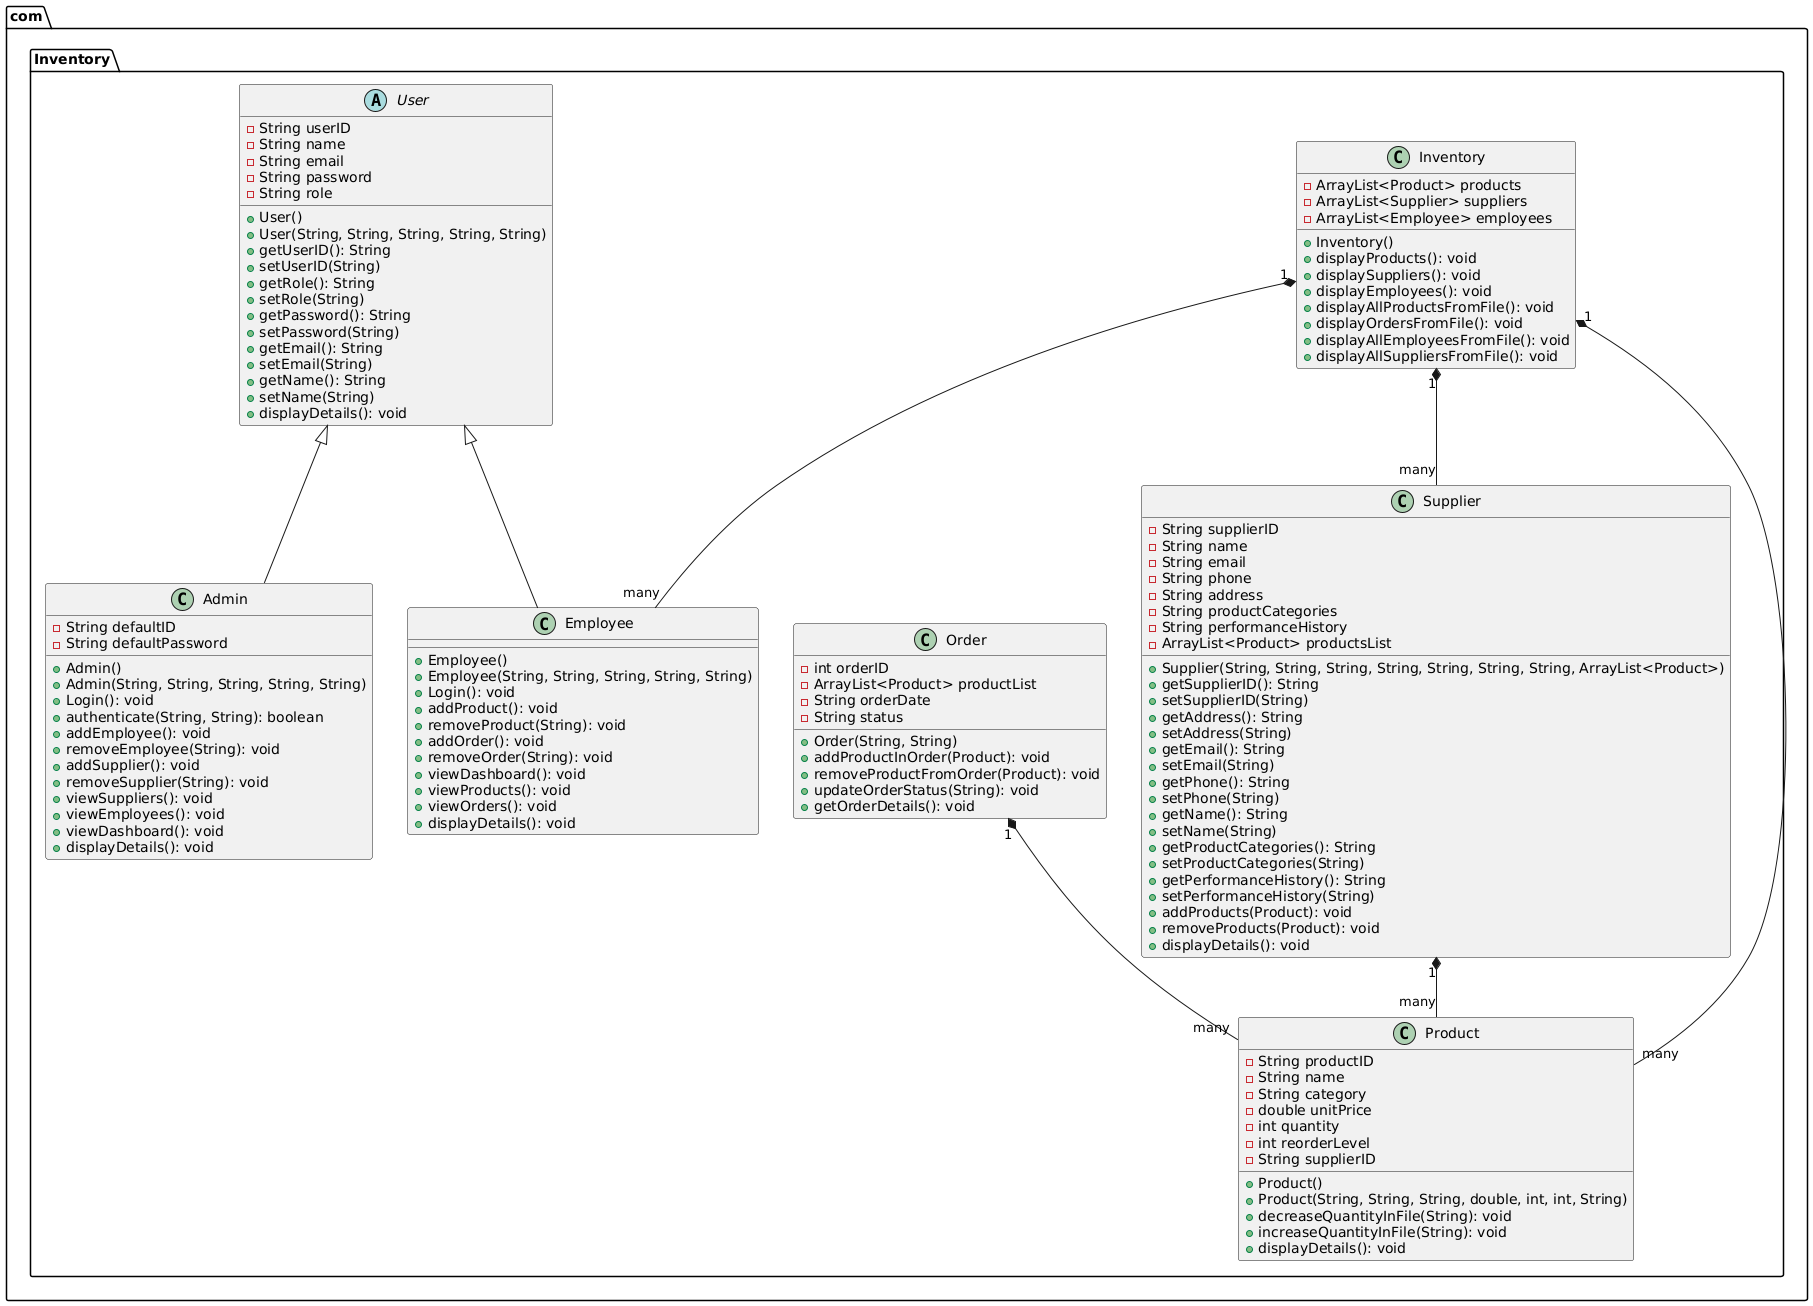 com
Inventory
A User
String userID
String name
String email
String password
String role
User()
User(String, String, String, String, String)
getUserID(): String
setUserID(String)
getRole(): String
setRole(String)
getPassword(): String
setPassword(String)
getEmail(): String
setEmail(String)
getName(): String
setName(String)
displayDetails(): void
C Inventory
ArrayList<Product> products
ArrayList<Supplier> suppliers
ArrayList<Employee> employees
Inventory()
displayProducts(): void
displaySuppliers(): void
displayEmployees(): void
displayAllProductsFromFile(): void
displayOrdersFromFile(): void
displayAllEmployeesFromFile(): void
displayAllSuppliersFromFile(): void
1
1
1
many
many
C Admin
String defaultID
String defaultPassword
Admin()
Admin(String, String, String, String, String)
Login(): void
authenticate(String, String): boolean
addEmployee(): void
removeEmployee(String): void
addSupplier(): void
removeSupplier(String): void
viewSuppliers(): void
viewEmployees(): void
viewDashboard(): void
displayDetails(): void
C Employee
Employee()
Employee(String, String, String, String, String)
Login(): void
addProduct(): void
removeProduct(String): void
addOrder(): void
removeOrder(String): void
viewDashboard(): void
viewProducts(): void
viewOrders(): void
displayDetails(): void
C Order
int orderID
ArrayList<Product> productList
String orderDate
String status
Order(String, String)
addProductInOrder(Product): void
removeProductFromOrder(Product): void
updateOrderStatus(String): void
getOrderDetails(): void
1
C Supplier
String supplierID
String name
String email
String phone
String address
String productCategories
String performanceHistory
ArrayList<Product> productsList
Supplier(String, String, String, String, String, String, String, ArrayList<Product>)
getSupplierID(): String
setSupplierID(String)
getAddress(): String
setAddress(String)
getEmail(): String
setEmail(String)
getPhone(): String
setPhone(String)
getName(): String
setName(String)
getProductCategories(): String
setProductCategories(String)
getPerformanceHistory(): String
setPerformanceHistory(String)
addProducts(Product): void
removeProducts(Product): void
displayDetails(): void
1
many
many
many
C Product
String productID
String name
String category
double unitPrice
int quantity
int reorderLevel
String supplierID
Product()
Product(String, String, String, double, int, int, String)
decreaseQuantityInFile(String): void
increaseQuantityInFile(String): void
displayDetails(): void